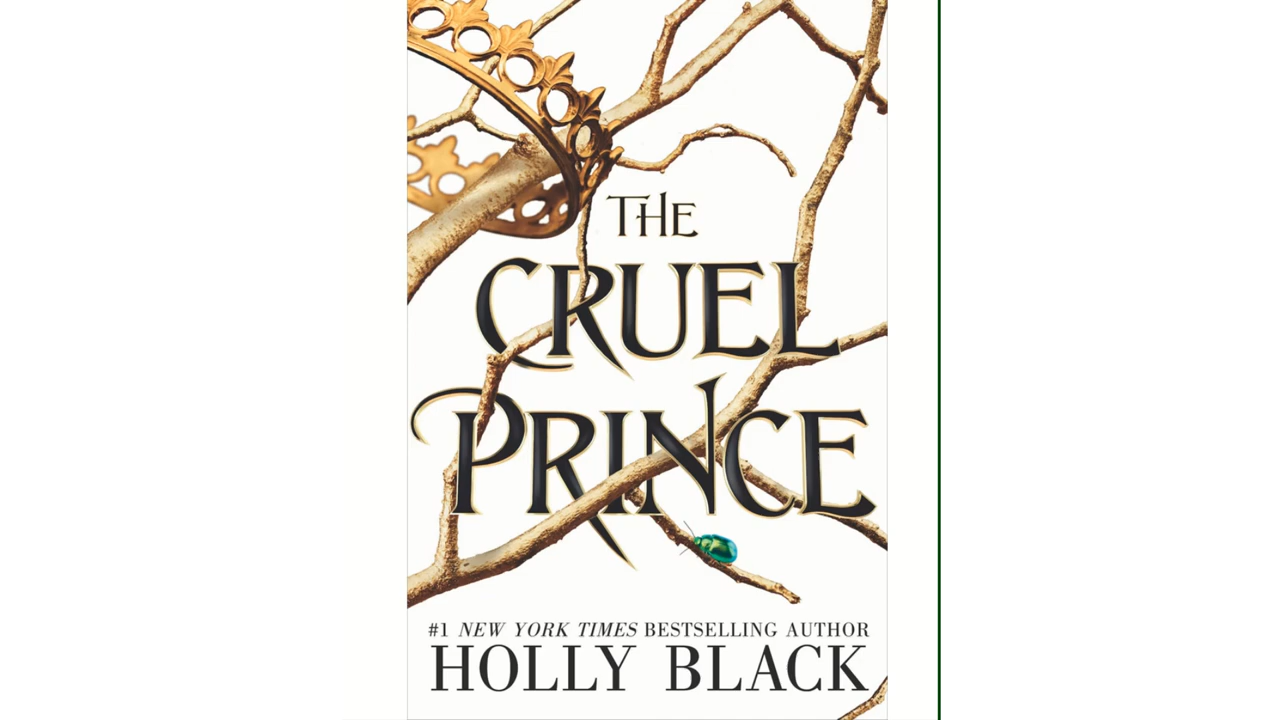 THE
CRUEL
PRINCE
#1 NEW YORK TIMES BESTSELLING AUTHOR
HOLLY BLACK